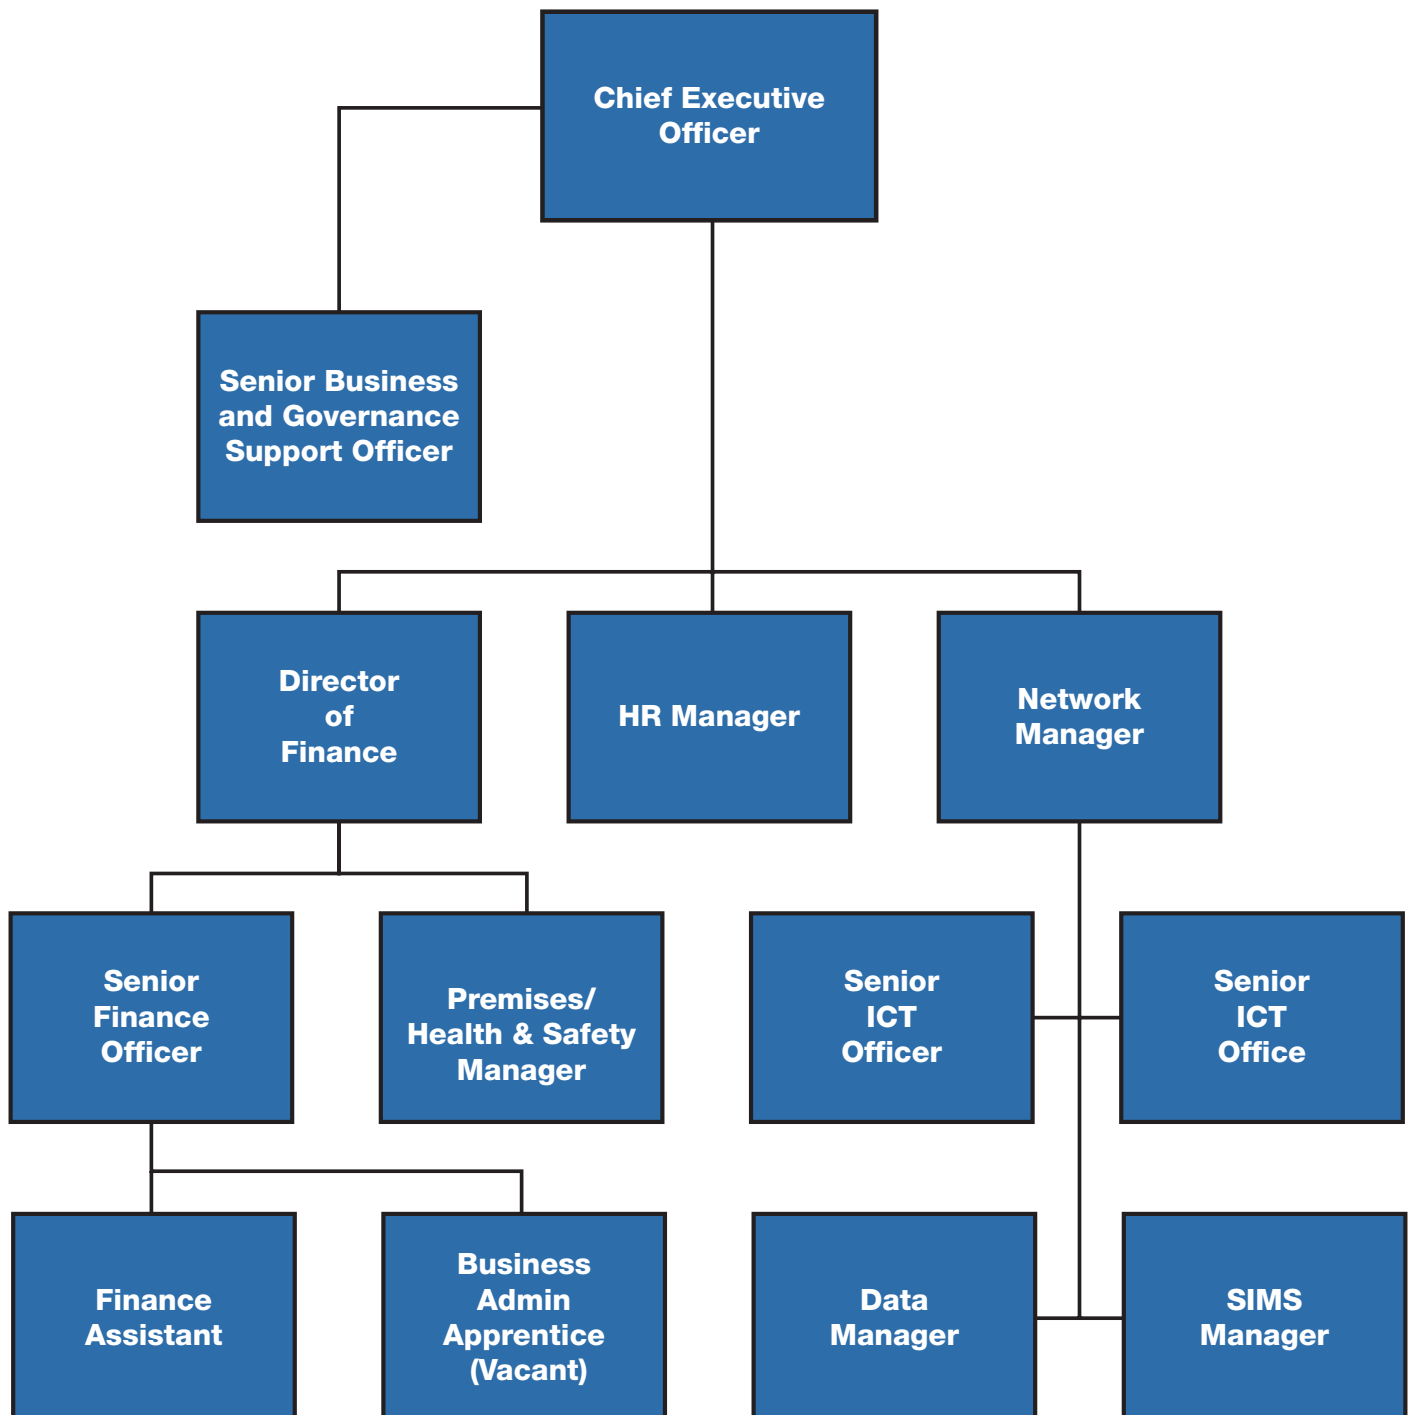 Chief Executive
Officer
Senior Business
and Governance
Support Officer
Director
of
Finance
HR Manager
Network
Manager
Senior
Finance
Officer
Premises/
Health & Safety
Manager
Senior
ICT
Officer
Senior
ICT
Office
Finance
Assistant
Business
Admin
Apprentice
(Vacant)
Data
Manager
SIMS
Manager